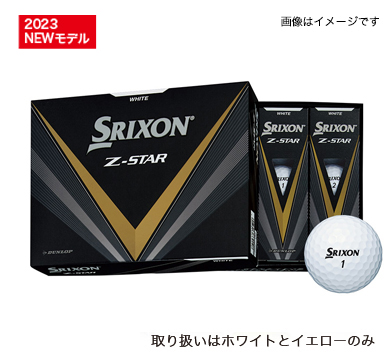 2023
NEWモデル
画像はイメージです
WHITE
SRIXON
Z-STAR
DUNLOP
WHITE
SRIXON
Z-STAR
1
WHITE
SRIXON
Z-STAR
2
SRIXON
1
取り扱いはホワイトとイエローのみ